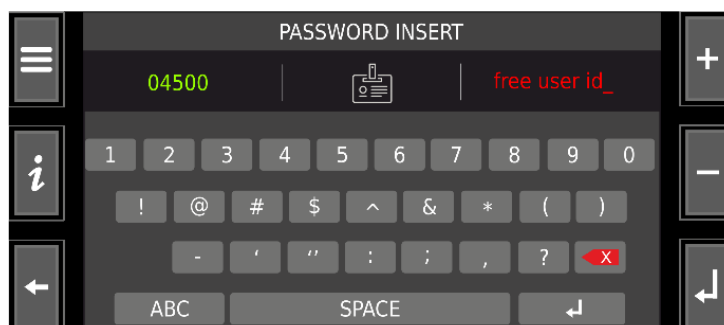 PASSWORD INSERT
04500 free user id_
+
i
1 2 3 4 5 6 7 8 9 0
−
! @ # $ ^ & * ( )
- ‘ ‘’ : ; , ? X
ABC SPACE